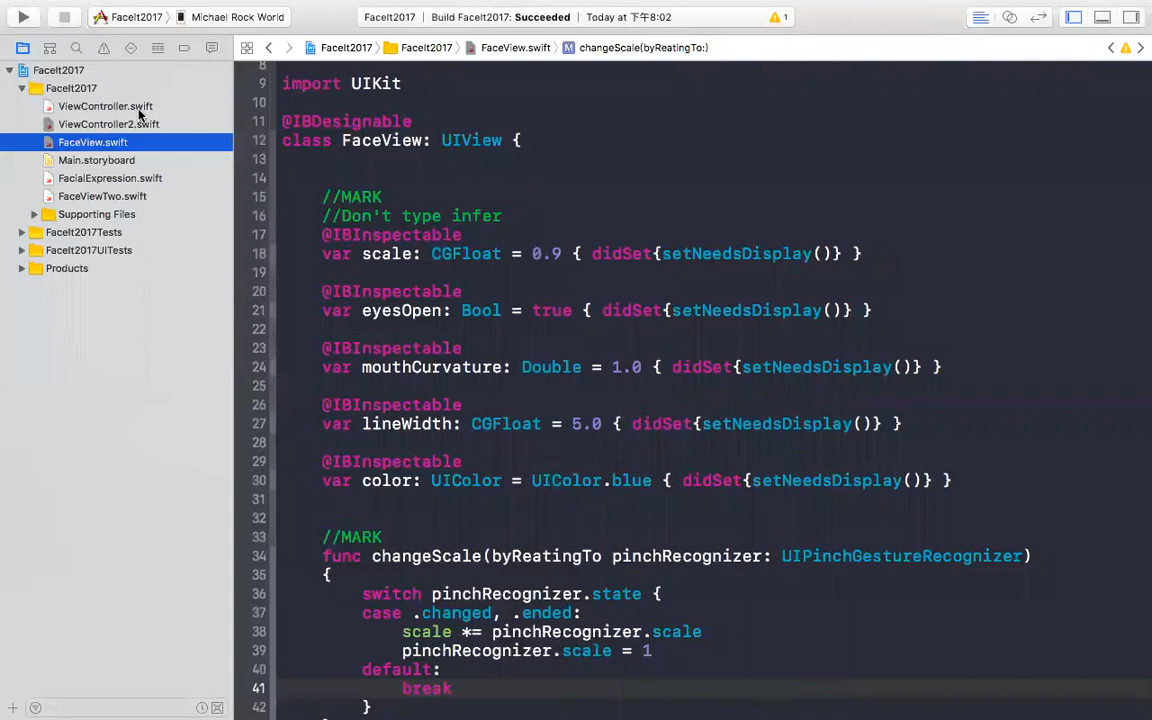 FaceIt2017 〉 Michael Rock World
FaceIt2017 | Build FaceIt2017: Succeeded | Today at 下午8:02
1
FaceIt2017 〉 FaceIt2017 〉 FaceView.swift 〉 M changeScale(byReatingTo:)
FaceIt2017
FaceIt2017
ViewController.swift
ViewController2.swift
FaceView.swift
Main.storyboard
FacialExpression.swift
FaceViewTwo.swift
Supporting Files
FaceIt2017Tests
FaceIt2017UITests
Products
8
9 import UIKit
10
11 @IBDesignable
12 class FaceView: UIView {
13
14
15 //MARK
16 //Don't type infer
17 @IBInspectable
18 var scale: CGFloat = 0.9 { didSet{setNeedsDisplay()} }
19
20 @IBInspectable
21 var eyesOpen: Bool = true { didSet{setNeedsDisplay()} }
22
23 @IBInspectable
24 var mouthCurvature: Double = 1.0 { didSet{setNeedsDisplay()} }
25
26 @IBInspectable
27 var lineWidth: CGFloat = 5.0 { didSet{setNeedsDisplay()} }
28
29 @IBInspectable
30 var color: UIColor = UIColor.blue { didSet{setNeedsDisplay()} }
31
32
33 //MARK
34 func changeScale(byReatingTo pinchRecognizer: UIPinchGestureRecognizer)
35 {
36 switch pinchRecognizer.state {
37 case .changed, .ended:
38 scale *= pinchRecognizer.scale
39 pinchRecognizer.scale = 1
40 default:
41 break
42 }